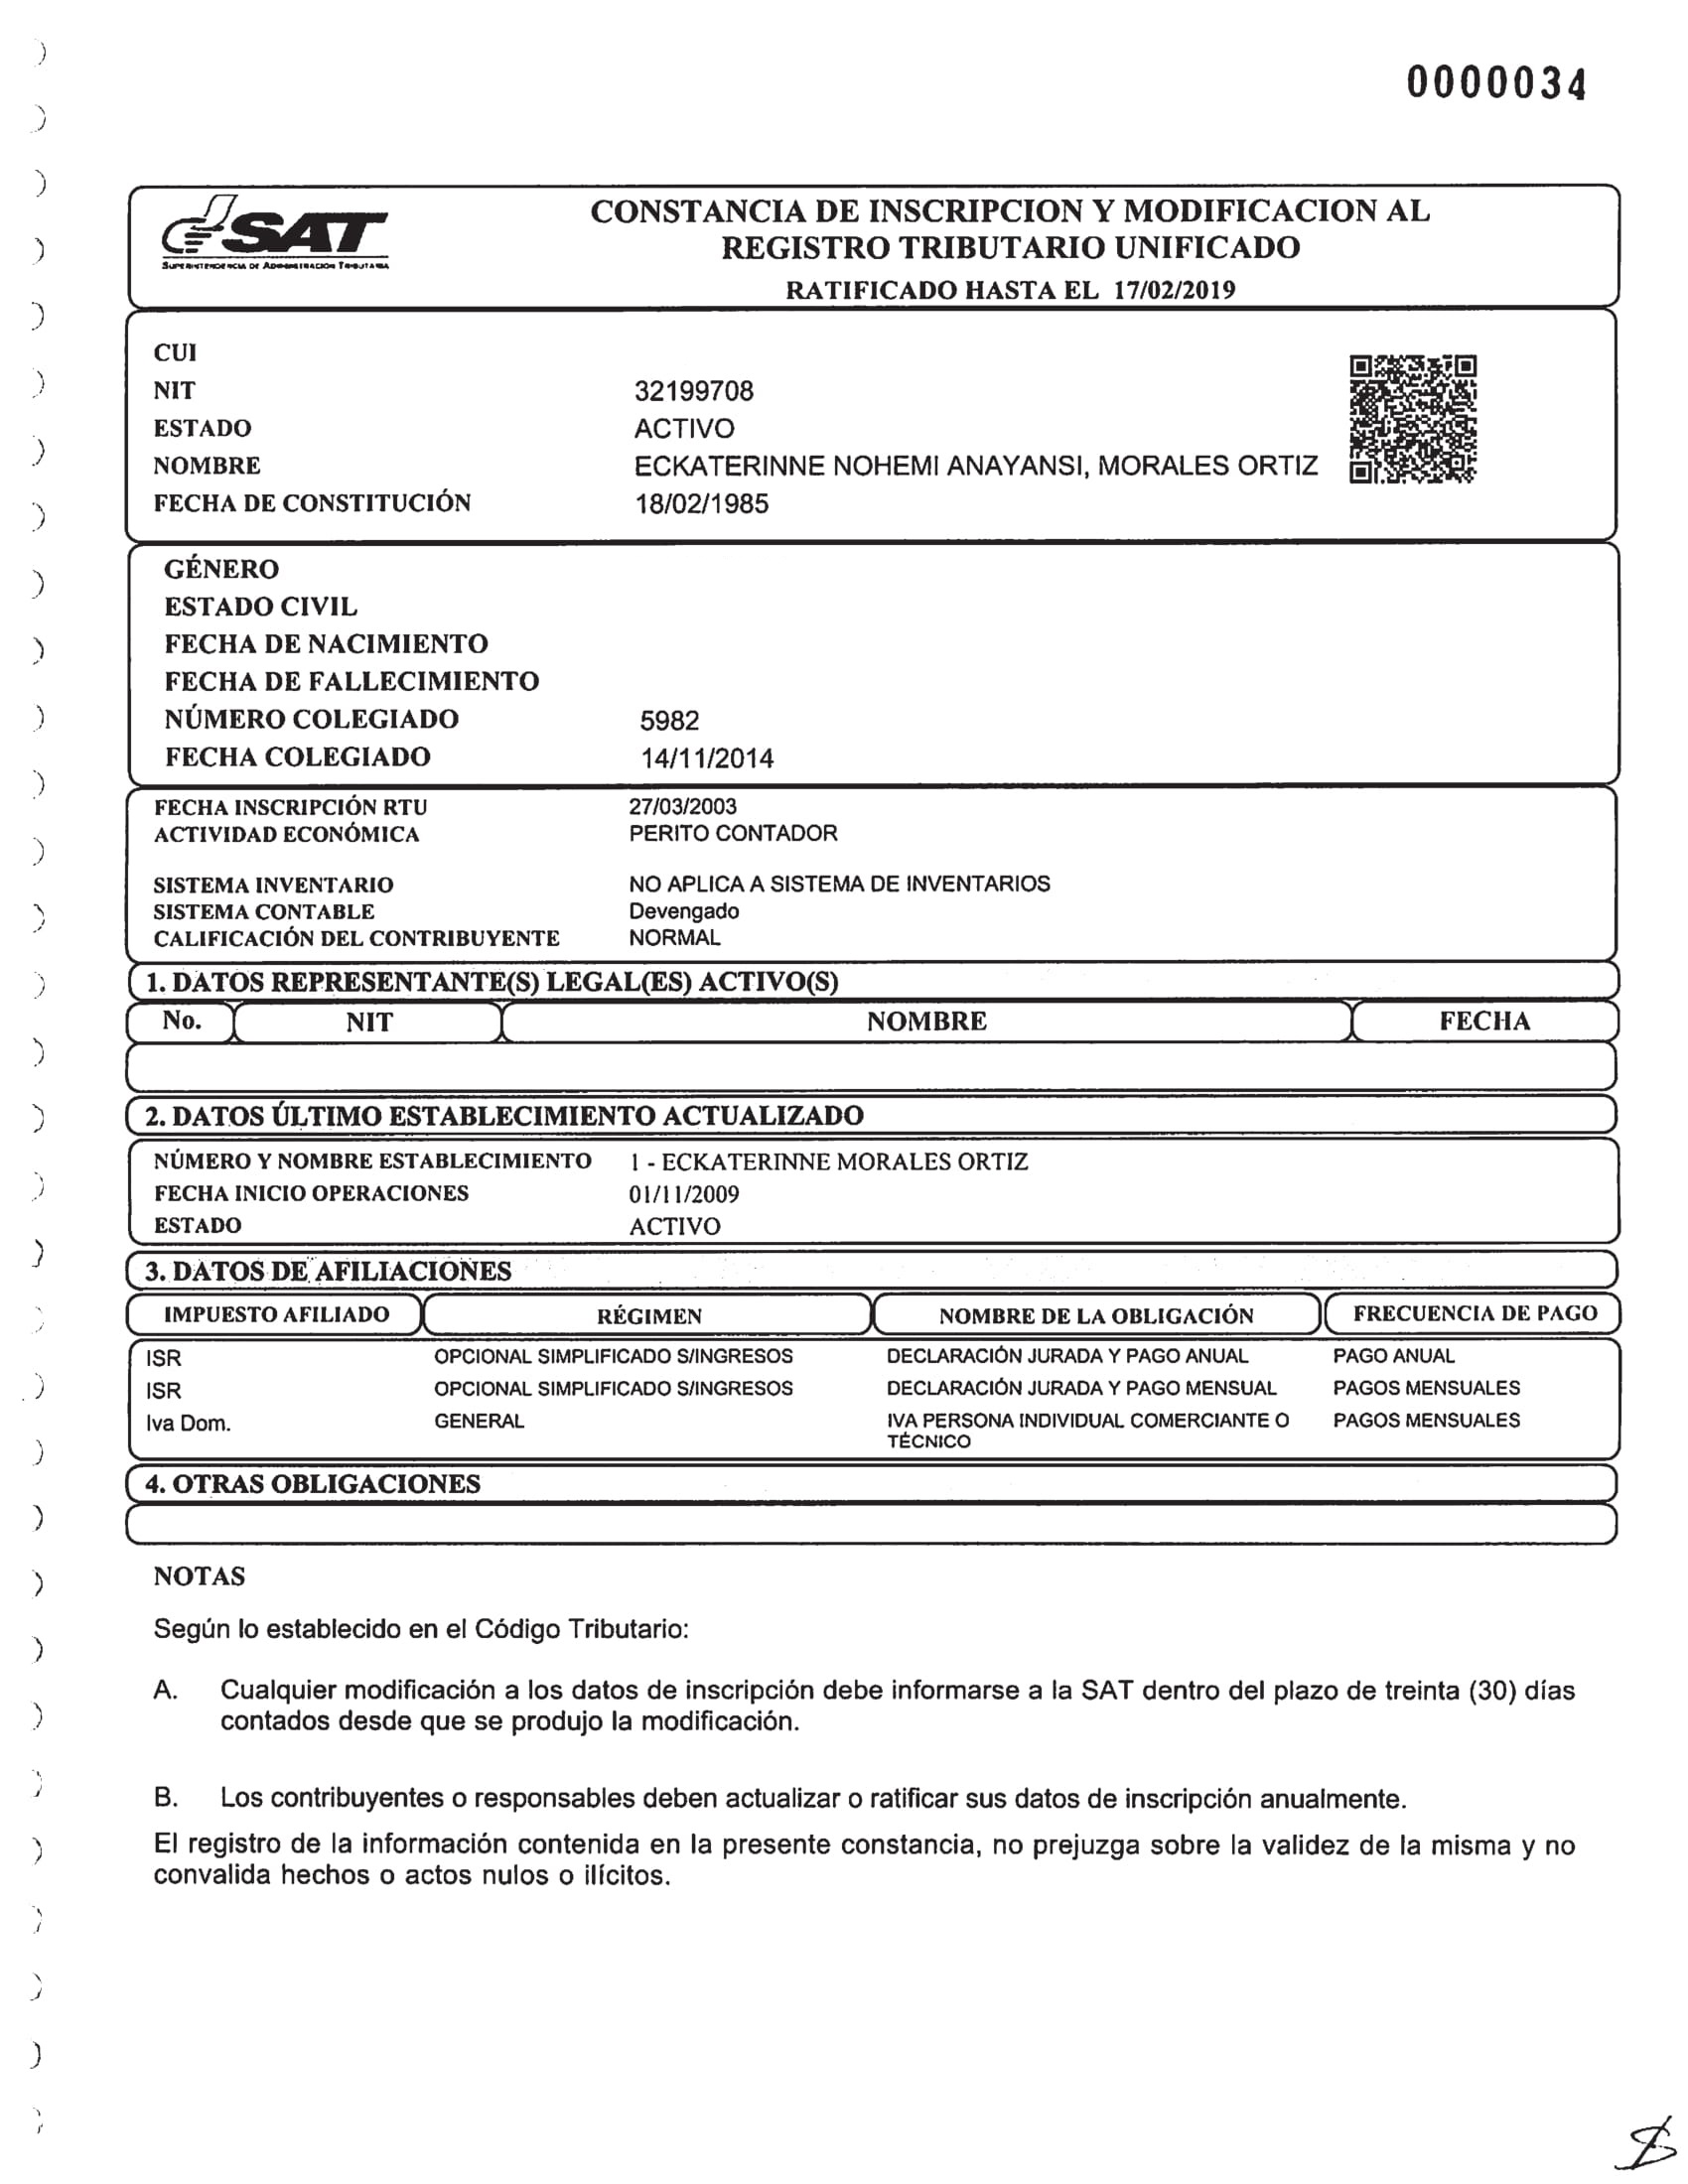 0000034
SAT
SUPERINTENDENCIA DE ADMINISTRACION TRIBUTARIA
CONSTANCIA DE INSCRIPCION Y MODIFICACION AL
REGISTRO TRIBUTARIO UNIFICADO
RATIFICADO HASTA EL 17/02/2019
CUI
NIT 32199708
ESTADO ACTIVO
NOMBRE ECKATERINNE NOHEMI ANAYANSI, MORALES ORTIZ
FECHA DE CONSTITUCIÓN 18/02/1985
GÉNERO
ESTADO CIVIL
FECHA DE NACIMIENTO
FECHA DE FALLECIMIENTO
NÚMERO COLEGIADO 5982
FECHA COLEGIADO 14/11/2014
FECHA INSCRIPCIÓN RTU 27/03/2003
ACTIVIDAD ECONÓMICA PERITO CONTADOR
SISTEMA INVENTARIO NO APLICA A SISTEMA DE INVENTARIOS
SISTEMA CONTABLE Devengado
CALIFICACIÓN DEL CONTRIBUYENTE NORMAL
1. DATOS REPRESENTANTE(S) LEGAL(ES) ACTIVO(S)
No. NIT NOMBRE FECHA
2. DATOS ÚLTIMO ESTABLECIMIENTO ACTUALIZADO
NÚMERO Y NOMBRE ESTABLECIMIENTO 1 - ECKATERINNE MORALES ORTIZ
FECHA INICIO OPERACIONES 01/11/2009
ESTADO ACTIVO
3. DATOS DE AFILIACIONES
IMPUESTO AFILIADO RÉGIMEN NOMBRE DE LA OBLIGACIÓN FRECUENCIA DE PAGO
ISR OPCIONAL SIMPLIFICADO S/INGRESOS DECLARACIÓN JURADA Y PAGO ANUAL PAGO ANUAL
ISR OPCIONAL SIMPLIFICADO S/INGRESOS DECLARACIÓN JURADA Y PAGO MENSUAL PAGOS MENSUALES
Iva Dom. GENERAL IVA PERSONA INDIVIDUAL COMERCIANTE O PAGOS MENSUALES
TÉCNICO
4. OTRAS OBLIGACIONES
NOTAS
Según lo establecido en el Código Tributario:
A. Cualquier modificación a los datos de inscripción debe informarse a la SAT dentro del plazo de treinta (30) días
contados desde que se produjo la modificación.
B. Los contribuyentes o responsables deben actualizar o ratificar sus datos de inscripción anualmente.
El registro de la información contenida en la presente constancia, no prejuzga sobre la validez de la misma y no
convalida hechos o actos nulos o ilícitos.